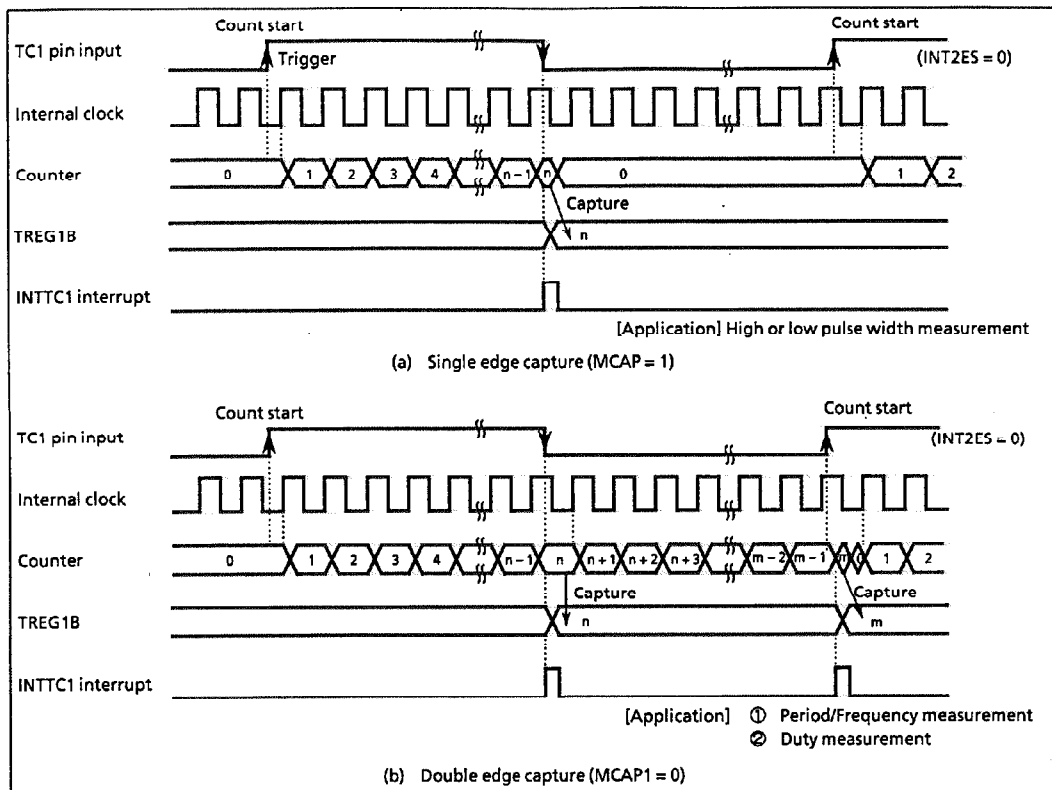 Count start Count start
TC1 pin input (INT2ES = 0)
Trigger
Internal clock
Counter 0 1 2 3 4 n-1 n 0 1 2
Capture
TREG1B n
INTTC1 interrupt
[Application] High or low pulse width measurement
(a) Single edge capture (MCAP = 1)
Count start Count start
TC1 pin input (INT2ES = 0)
Internal clock
Counter 0 1 2 3 4 n-1 n n+1 n+2 n+3 m-2 m-1 m 0 1 2
Capture Capture
TREG1B n m
INTTC1 interrupt
[Application] ① Period/Frequency measurement
② Duty measurement
(b) Double edge capture (MCAP1 = 0)